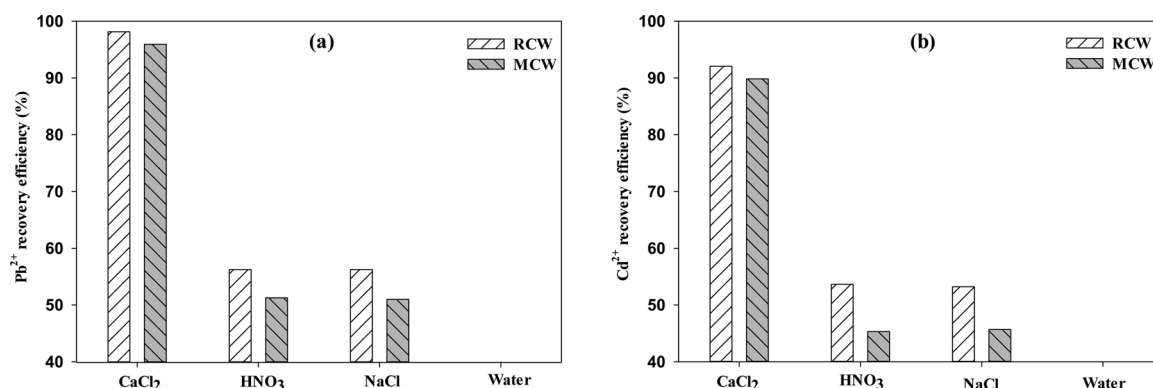 (a)
RCW
MCW
Pb2+ recovery efficiency (%)
100
90
80
70
60
50
40
CaCl2
HNO3
NaCl
Water
(b)
RCW
MCW
Cd2+ recovery efficiency (%)
100
90
80
70
60
50
40
CaCl2
HNO3
NaCl
Water